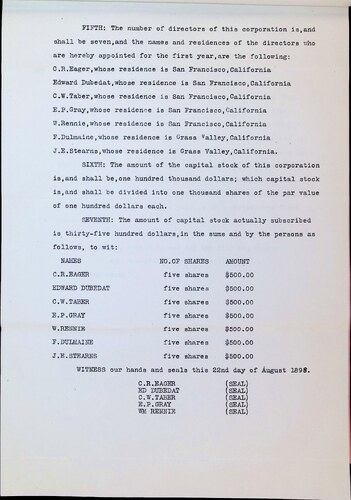 FIFTH: The number of directors of this corporation is,and
shall be seven,and the names and residences of the directors who
are hereby appointed for the first year,are the following:
C.R.Eager,whose residence is San Francisco,California
Edward Dubedat,whose residence is San Francisco,California
C.W.Taber,whose residence is San Francisco,California
E.P.Gray,whose residence is San Francisco,California
W.Rennie,whose residence is San Francisco,California
F.Dulmaine,whose residence is Grass Valley,California
J.E.Stearns,whose residence is Grass Valley,California.
SIXTH: The amount of the capital stock of this corporation
is,and shall be,one hundred thousand dollars; which capital stock
is,and shall be divided into one thousand shares of the par value
of one hundred dollars each.
SEVENTH: The amount of capital stock actually subscribed
is thirty-five hundred dollars,in the sums and by the persons as
follows, to wit:
NAMES NO.OF SHARES AMOUNT
C.R.EAGER five shares $500.00
EDWARD DUBEDAT five shares $500.00
C.W.TABER five shares $500.00
E.P.GRAY five shares $500.00
W.RENNIE five shares $500.00
F.DULMAINE five shares $500.00
J.M.STEARNS five shares $500.00
WITNESS our hands and seals this 22nd day of August
C.R.EAGER (SEAL)
ED DUBEDAT (SEAL)
C.W.TABER (SEAL)
E.P.GRAY (SEAL)
WM RENNIE (SEAL)